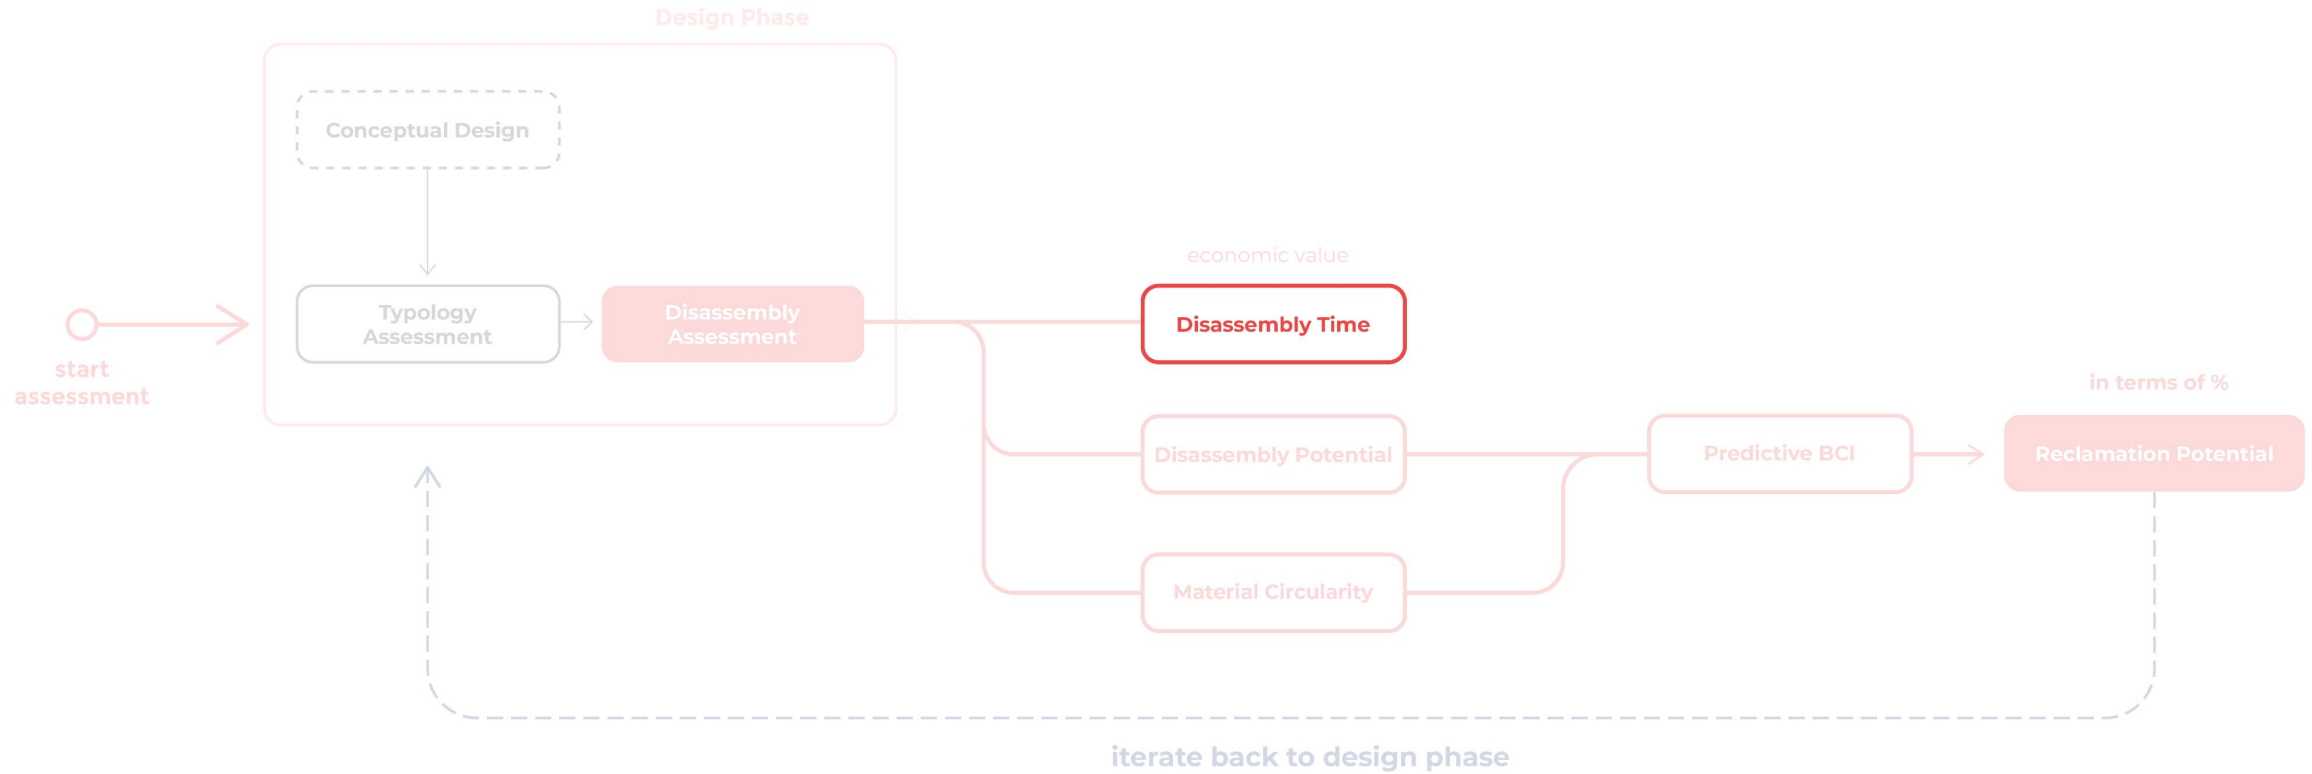 Design Phase
Conceptual Design
Typology
Assessment
Disassembly
Assessment
start
assessment
economic value
Disassembly Time
Disassembly Potential
Material Circularity
Predictive BCI
in terms of %
Reclamation Potential
iterate back to design phase